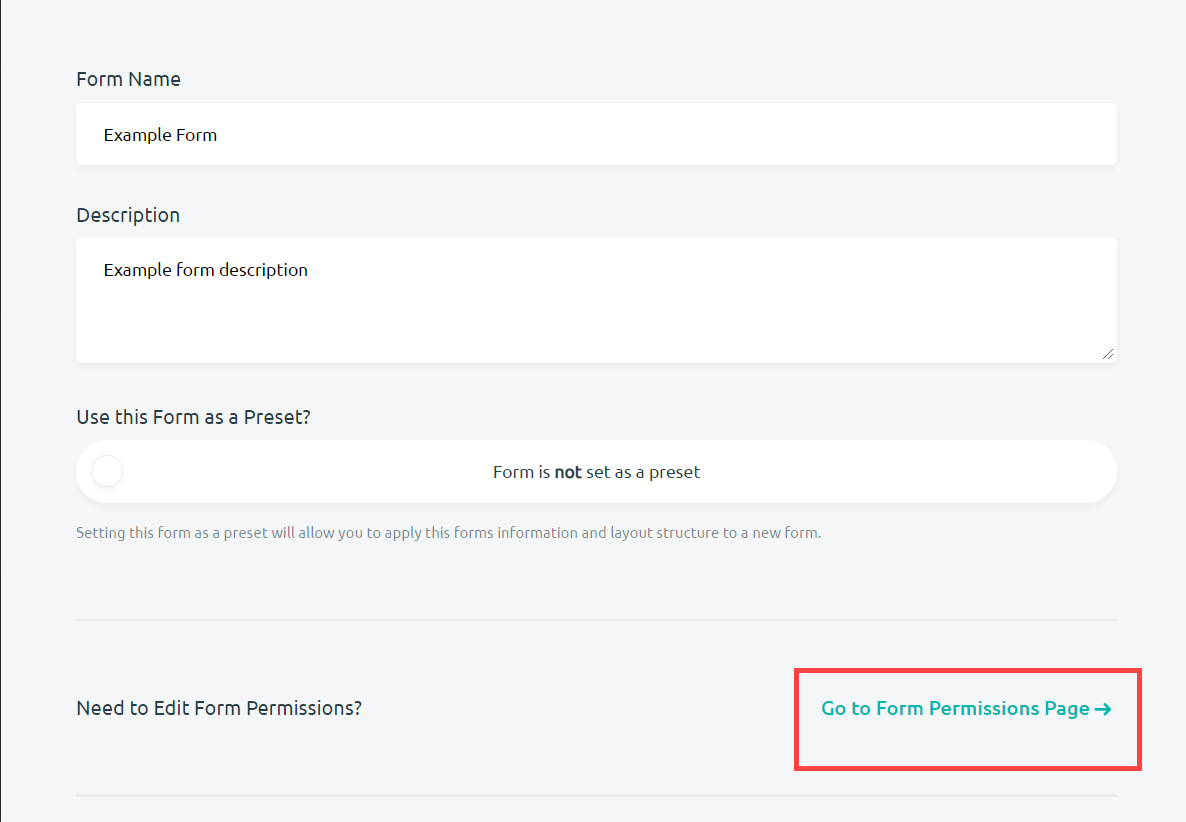 Form Name
Example Form
Description
Example form description
Use this Form as a Preset?
Form is not set as a preset
Setting this form as a preset will allow you to apply this forms information and layout structure to a new form.
Need to Edit Form Permissions?
Go to Form Permissions Page →